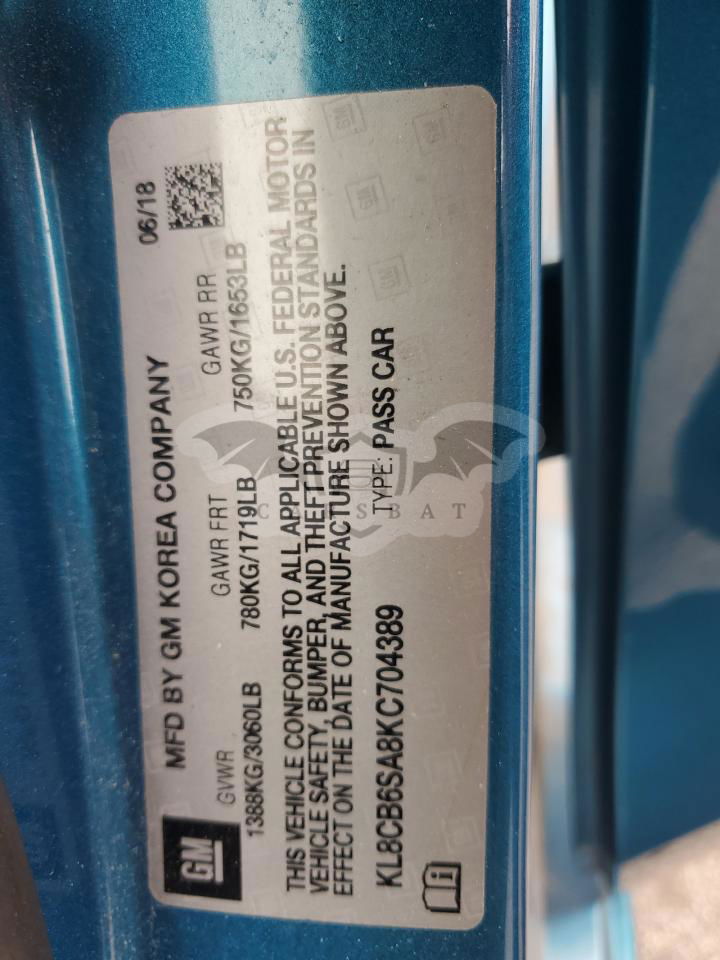 MFD BY GM KOREA COMPANY 06/18
GM
GVWR GAWR FRT GAWR RR
1388KG/3060LB 780KG/1719LB 750KG/1653LB
THIS VEHICLE CONFORMS TO ALL APPLICABLE U.S. FEDERAL MOTOR
VEHICLE SAFETY, BUMPER, AND THEFT PREVENTION STANDARDS IN
EFFECT ON THE DATE OF MANUFACTURE SHOWN ABOVE.
KL8CB6SA8KC704389 TYPE: PASS CAR
CARSBAT